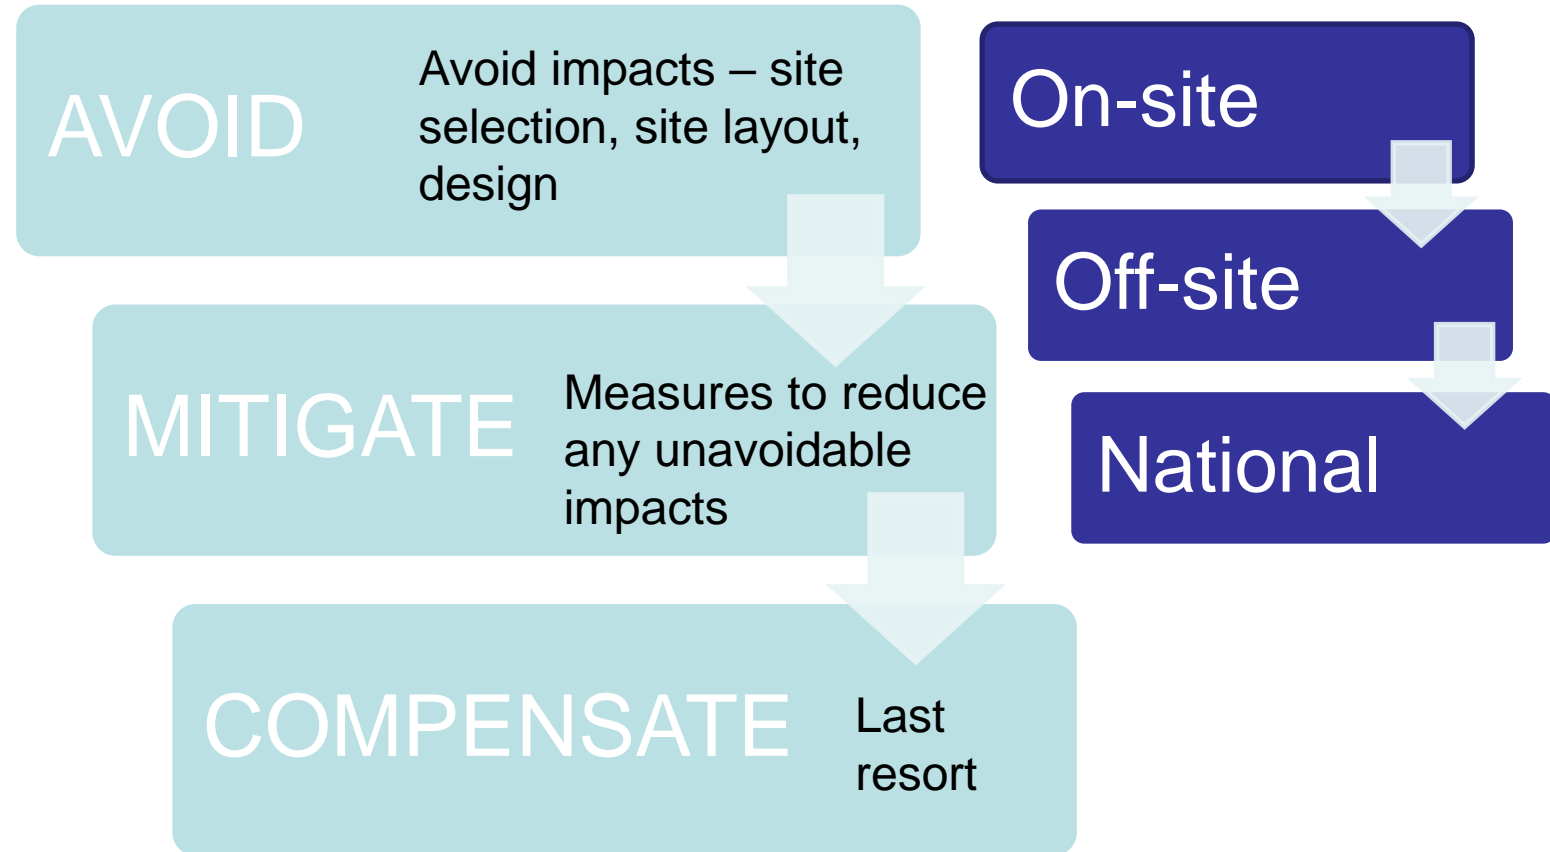 AVOID
Avoid impacts – site
selection, site layout,
design
MITIGATE
Measures to reduce
any unavoidable
impacts
COMPENSATE
Last
resort
On-site
Off-site
National